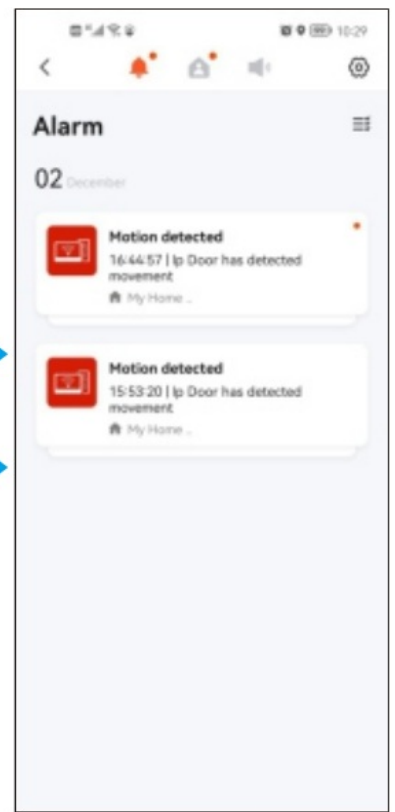 10:29
Alarm
02 December
Motion detected
16:44:57 | Ip Door has detected
movement
My Home ..
Motion detected
15:53:20 | Ip Door has detected
movement
My Home ..